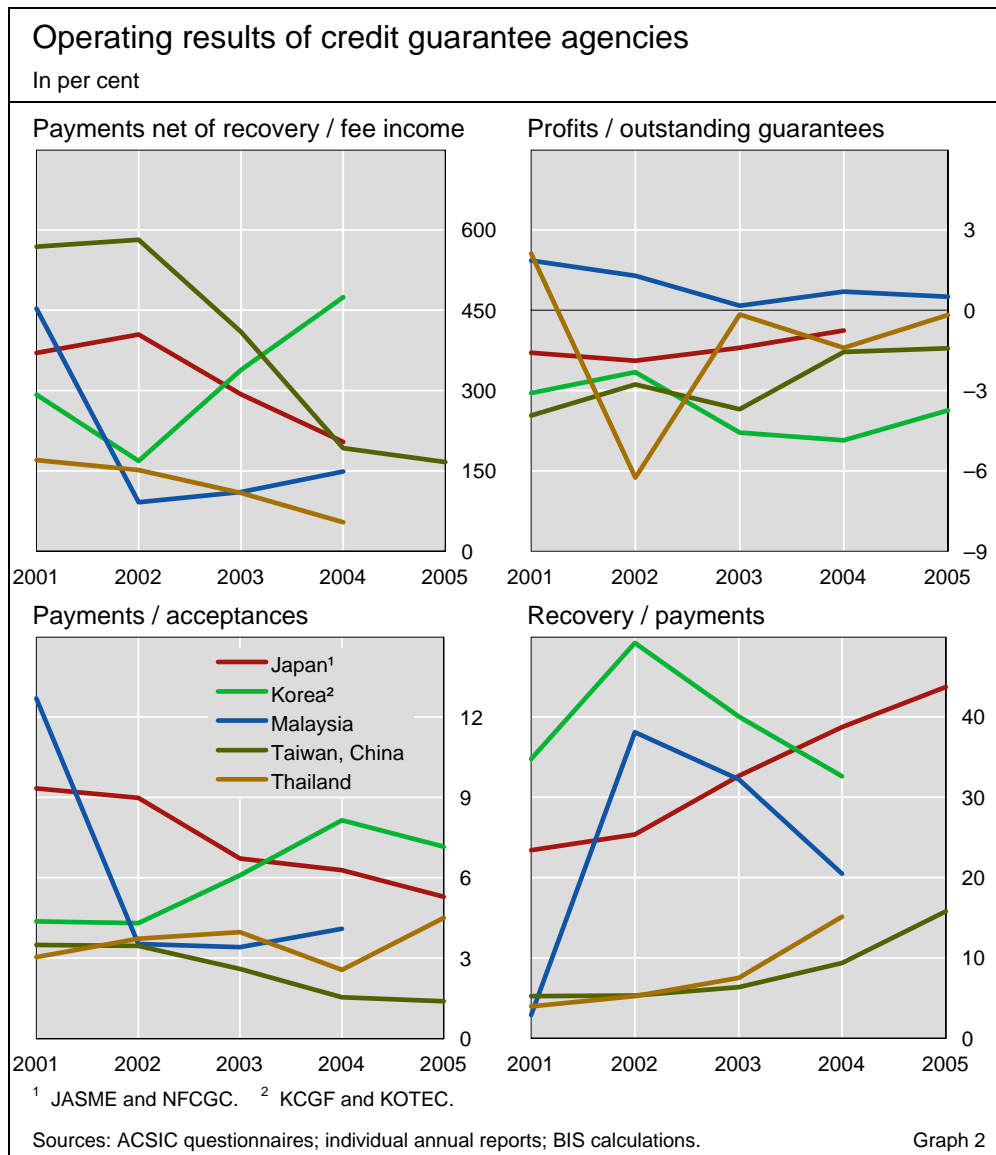 Operating results of credit guarantee agencies
In per cent
Payments net of recovery / fee income
600
450
300
150
0
2001 2002 2003 2004 2005
Profits / outstanding guarantees
3
0
–3
–6
–9
2001 2002 2003 2004 2005
Payments / acceptances
Japan¹
Korea²
Malaysia
Taiwan, China
Thailand
12
9
6
3
0
2001 2002 2003 2004 2005
Recovery / payments
40
30
20
10
0
2001 2002 2003 2004 2005
¹ JASME and NFCGC. ² KCGF and KOTEC.
Sources: ACSIC questionnaires; individual annual reports; BIS calculations. Graph 2